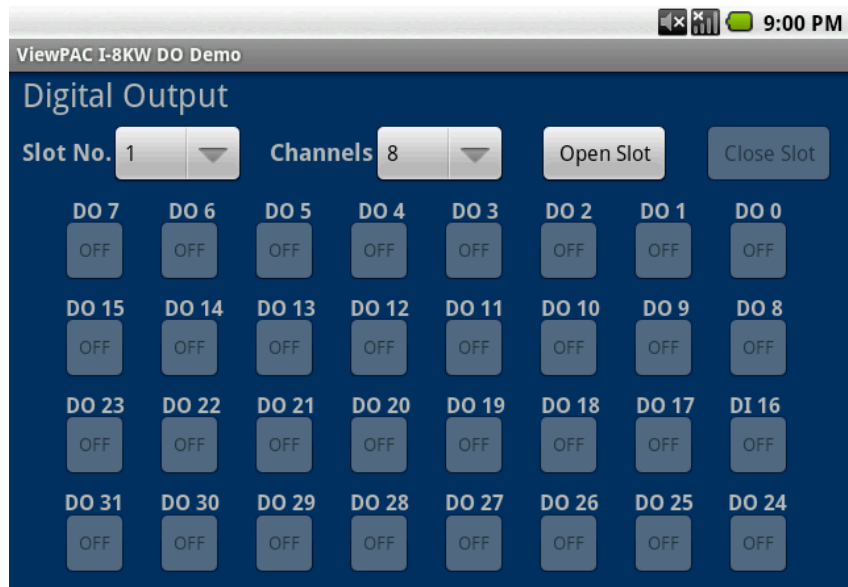 9:00 PM
ViewPAC I-8KW DO Demo
Digital Output
Slot No. 1 Channels 8 Open Slot Close Slot
DO 7 DO 6 DO 5 DO 4 DO 3 DO 2 DO 1 DO 0
OFF OFF OFF OFF OFF OFF OFF OFF
DO 15 DO 14 DO 13 DO 12 DO 11 DO 10 DO 9 DO 8
OFF OFF OFF OFF OFF OFF OFF OFF
DO 23 DO 22 DO 21 DO 20 DO 19 DO 18 DO 17 DI 16
OFF OFF OFF OFF OFF OFF OFF OFF
DO 31 DO 30 DO 29 DO 28 DO 27 DO 26 DO 25 DO 24
OFF OFF OFF OFF OFF OFF OFF OFF